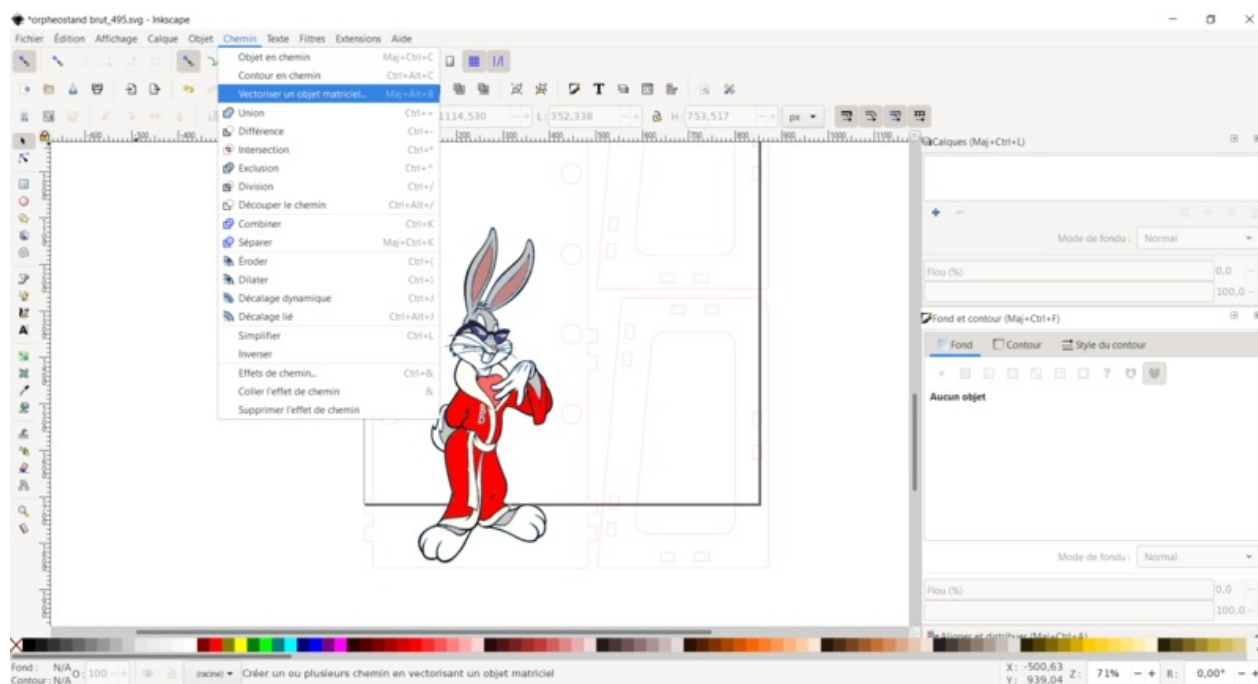 *orpheostand brut_495.svg - Inkscape
Fichier Édition Affichage Calque Objet Chemin Texte Filtres Extensions Aide
Objet en chemin Maj+Ctrl+C
Contour en chemin Ctrl+Alt+C
Vectoriser un objet matriciel... Maj+Alt+B
Union Ctrl++
Différence Ctrl+-
Intersection Ctrl+*
Exclusion Ctrl+^
Division Ctrl+/
Découper le chemin Ctrl+Alt+/
Combiner Ctrl+K
Séparer Maj+Ctrl+K
Éroder Ctrl+(
Dilater Ctrl+)
Décalage dynamique Ctrl+J
Décalage lié Ctrl+Alt+J
Simplifier Ctrl+L
Inverser
Effets de chemin... Ctrl+&
Coller l'effet de chemin &
Supprimer l'effet de chemin
1114,530 L: 352,338 H: 753,517 px
Calques (Maj+Ctrl+L)
Mode de fondu : Normal
Flou (%) 0,0
100,0
Fond et contour (Maj+Ctrl+F)
Fond Contour Style du contour
Aucun objet
Mode de fondu : Normal
Flou (%) 0,0
100,0
Aligner et distribuer (Maj+Ctrl+A)
Fond : N/A
Contour : N/A
O: 100
(racine) Créer un ou plusieurs chemin en vectorisant un objet matriciel
X: -500,63
Y: 939,04
Z: 71% R: 0,00°